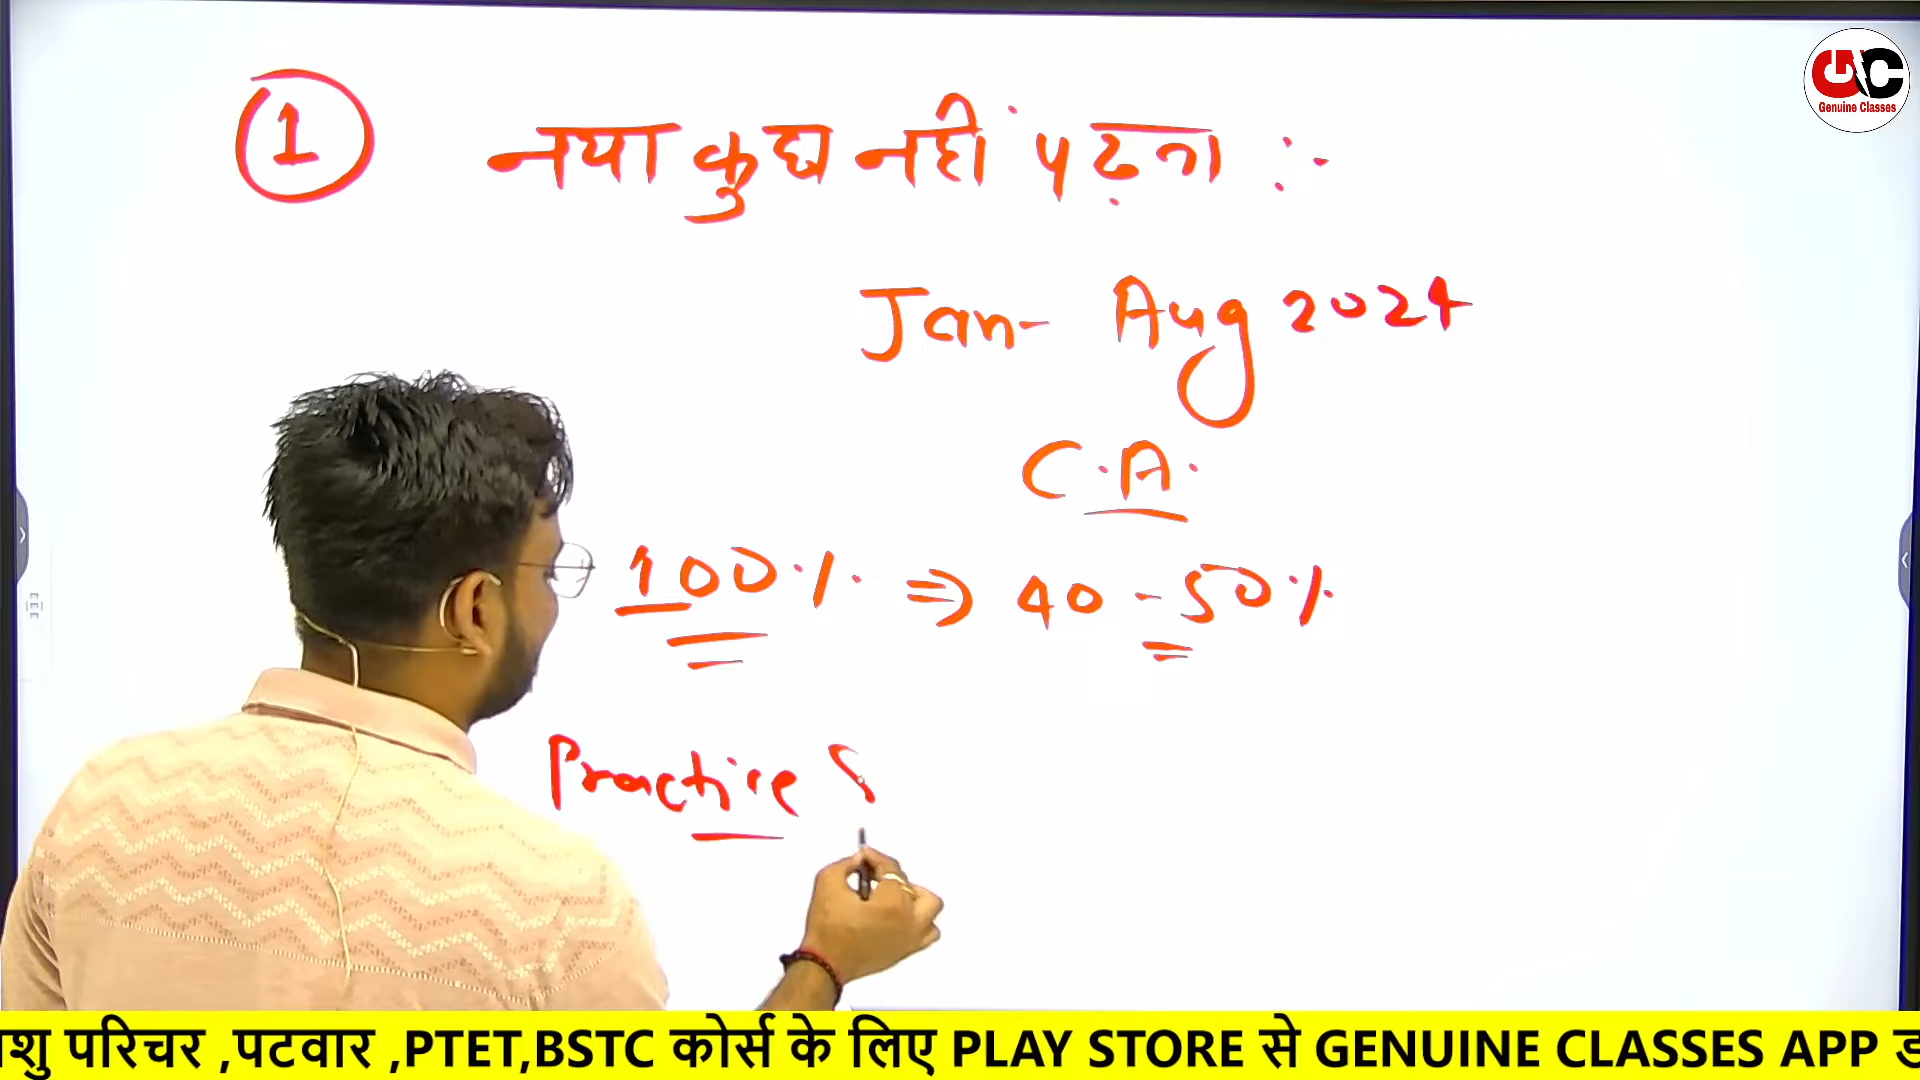 1 नया कुछ नहीं पढ़ना :-
Jan- Aug 2024
C.A.
100% ⇒ 40-50%
Practice S
GC
Genuine Classes
शु परिचर ,पटवार ,PTET,BSTC कोर्स के लिए PLAY STORE से GENUINE CLASSES APP ड